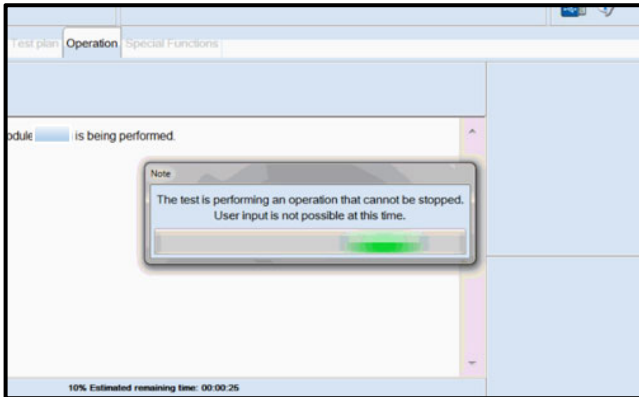 Test plan Operation Special Functions
odule is being performed.
Note
The test is performing an operation that cannot be stopped.
User input is not possible at this time.
10% Estimated remaining time: 00:00:25